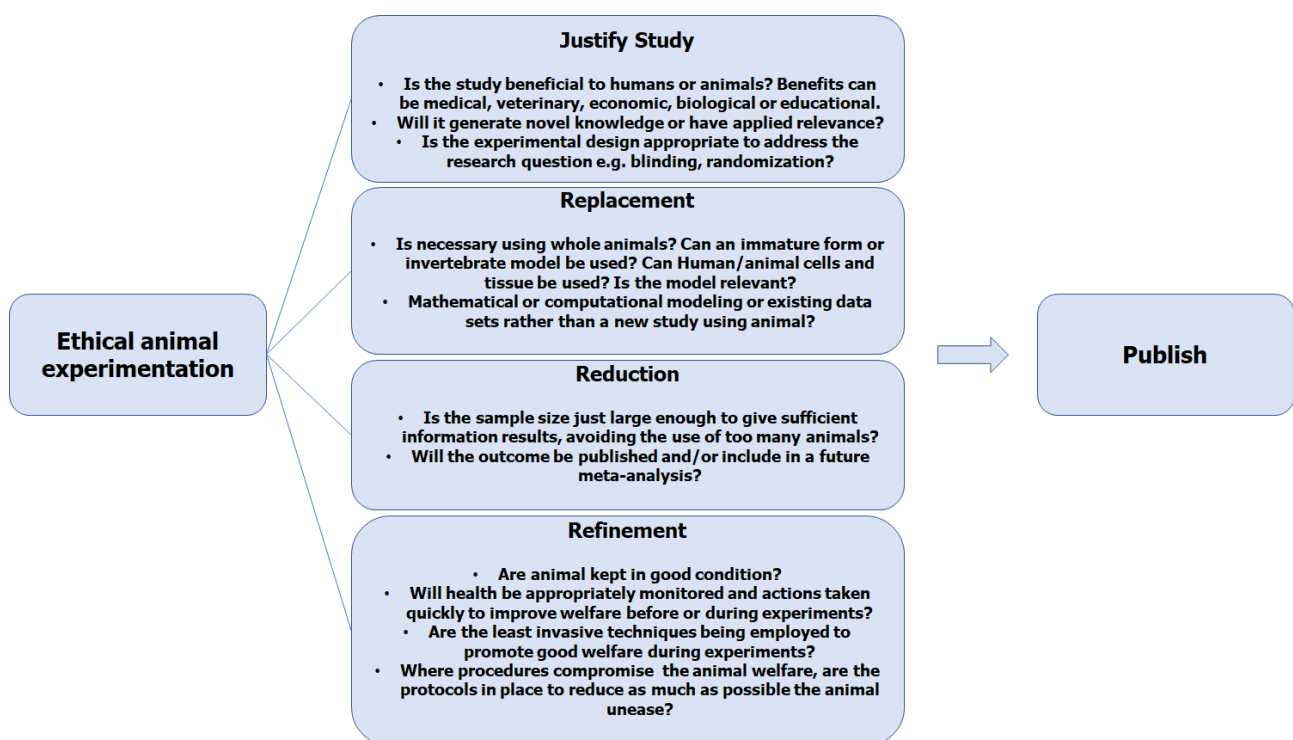 Ethical animal
experimentation
Justify Study
• Is the study beneficial to humans or animals? Benefits can
be medical, veterinary, economic, biological or educational.
• Will it generate novel knowledge or have applied relevance?
• Is the experimental design appropriate to address the
research question e.g. blinding, randomization?
Replacement
• Is necessary using whole animals? Can an immature form or
invertebrate model be used? Can Human/animal cells and
tissue be used? Is the model relevant?
• Mathematical or computational modeling or existing data
sets rather than a new study using animal?
Reduction
• Is the sample size just large enough to give sufficient
information results, avoiding the use of too many animals?
• Will the outcome be published and/or include in a future
meta-analysis?
Refinement
• Are animal kept in good condition?
• Will health be appropriately monitored and actions taken
quickly to improve welfare before or during experiments?
• Are the least invasive techniques being employed to
promote good welfare during experiments?
• Where procedures compromise the animal welfare, are the
protocols in place to reduce as much as possible the animal
unease?
Publish